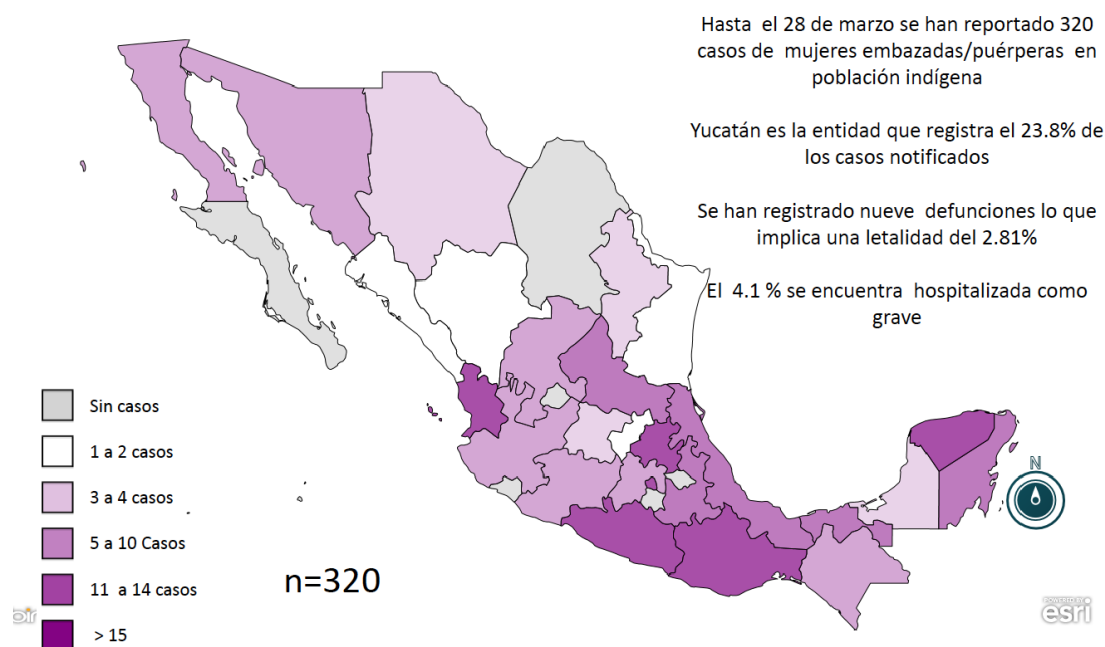 Hasta el 28 de marzo se han reportado 320
casos de mujeres embazadas/puérperas en
población indígena
Yucatán es la entidad que registra el 23.8% de
los casos notificados
Se han registrado nueve defunciones lo que
implica una letalidad del 2.81%
El 4.1 % se encuentra hospitalizada como
grave
Sin casos
1 a 2 casos
3 a 4 casos
5 a 10 Casos
11 a 14 casos
> 15
n=320
N
POWERED BY
esri